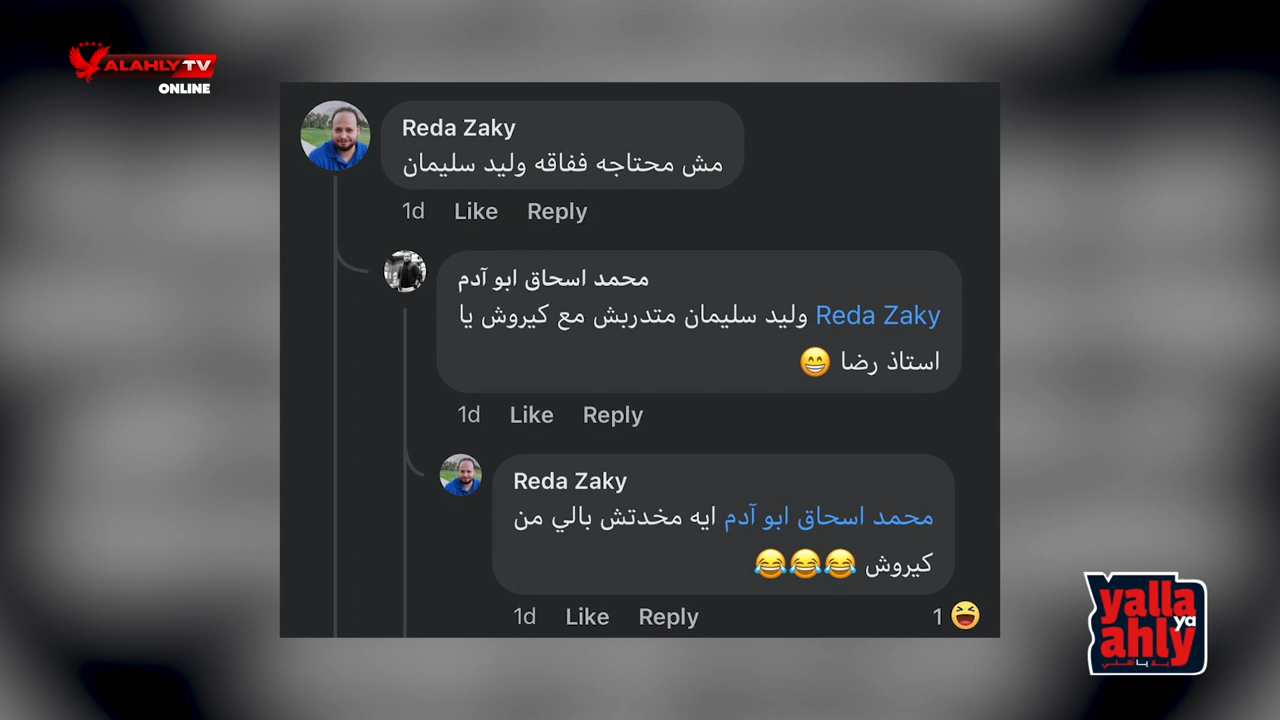 ALAHLY TV
ONLINE
Reda Zaky
مش محتاجه ففاقه وليد سليمان
1d Like Reply
محمد اسحاق ابو آدم
Reda Zaky وليد سليمان متدربش مع كيروش يا
استاذ رضا 😁
1d Like Reply
Reda Zaky
محمد اسحاق ابو آدم ايه مخدتش بالي من
كيروش 😂😂😂
1d Like Reply 1 😆
yalla
ya
ahly
يلا يا أهلي